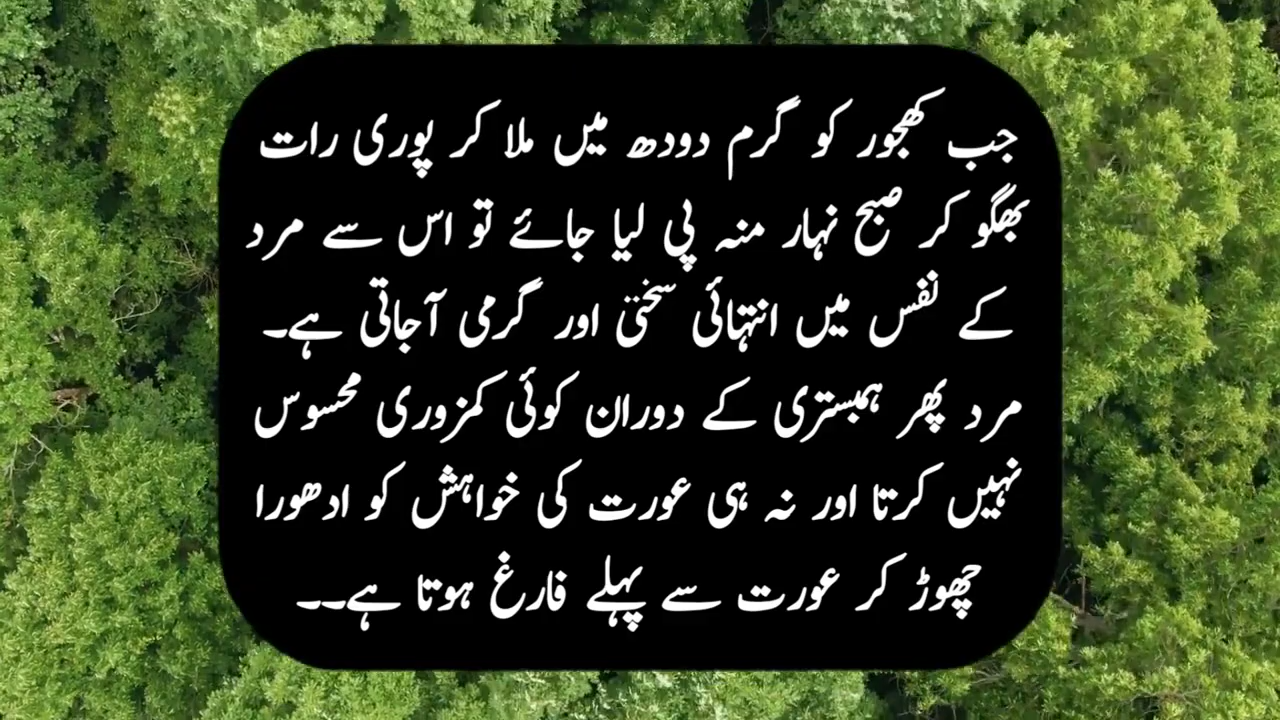 جب کھجور کو گرم دودھ میں ملا کر پوری رات
بھگو کر صبح نہار منہ پی لیا جائے تو اس سے مرد
کے نفس میں انتہائی سختی اور گرمی آجاتی ہے۔
مرد پھر ہمبستری کے دوران کوئی کمزوری محسوس
نہیں کرتا اور نہ ہی عورت کی خواہش کو ادھورا
چھوڑ کر عورت سے پہلے فارغ ہوتا ہے۔۔